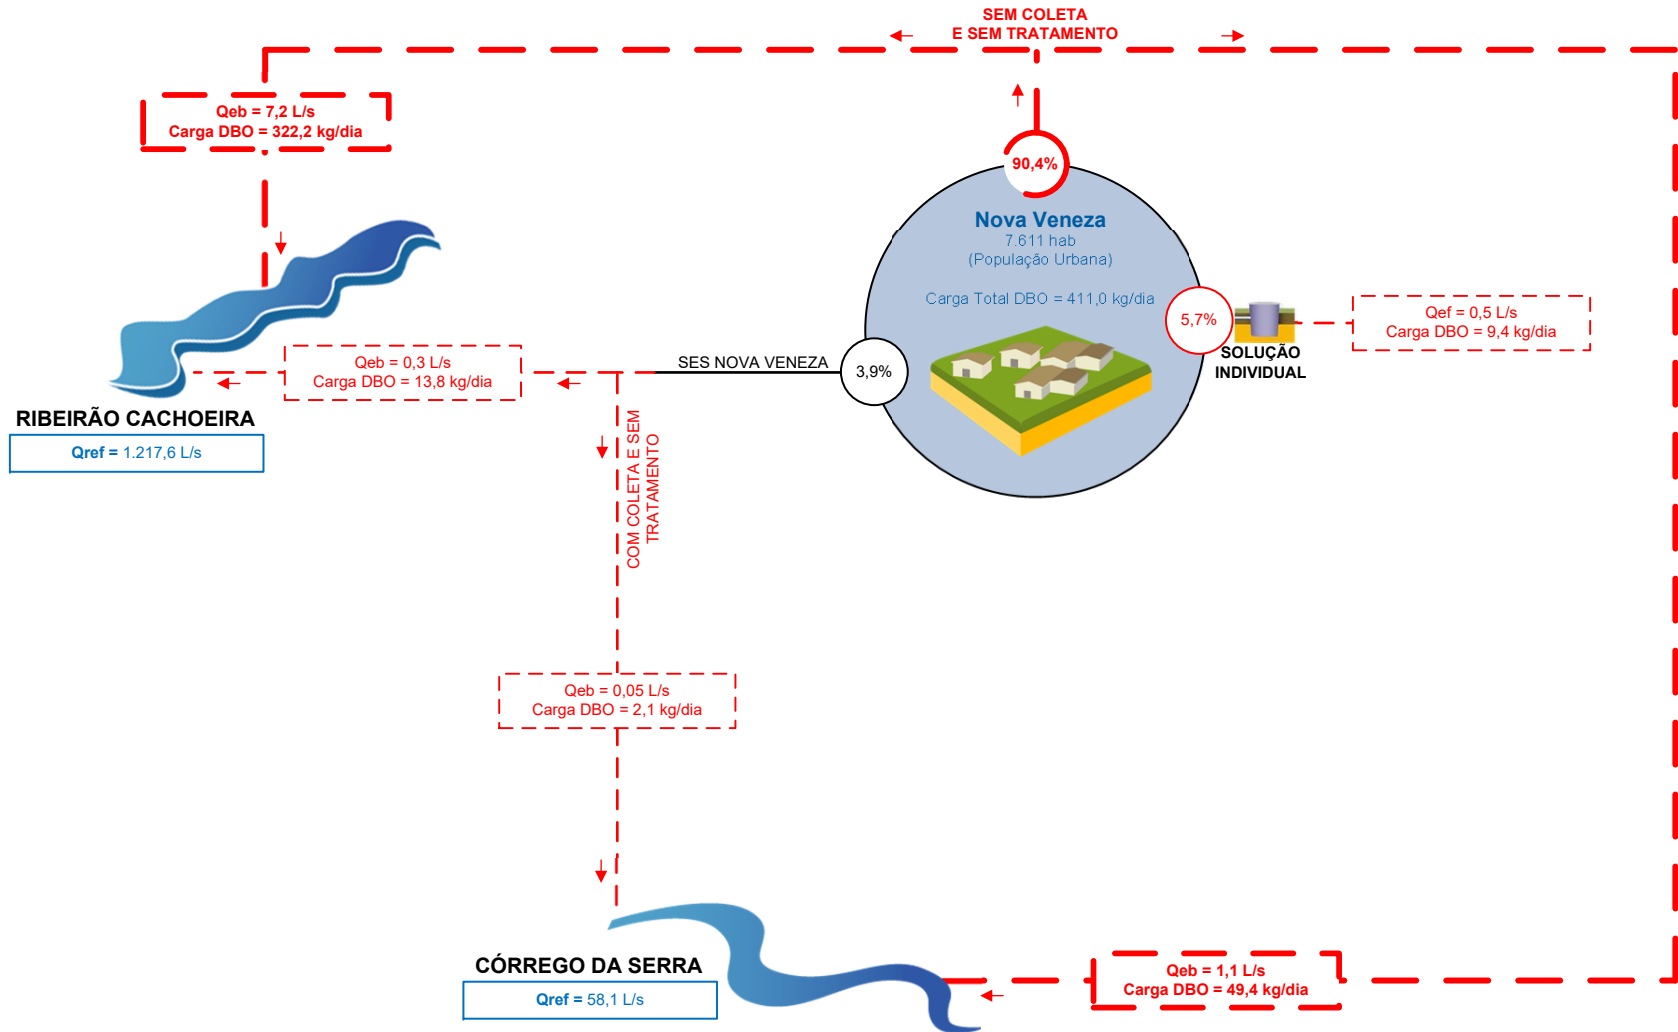 SEM COLETA
E SEM TRATAMENTO
Qeb = 7,2 L/s
Carga DBO = 322,2 kg/dia
90,4%
Nova Veneza
7.611 hab
(População Urbana)
Carga Total DBO = 411,0 kg/dia
5,7%
SOLUÇÃO
INDIVIDUAL
Qef = 0,5 L/s
Carga DBO = 9,4 kg/dia
3,9%
SES NOVA VENEZA
Qeb = 0,3 L/s
Carga DBO = 13,8 kg/dia
RIBEIRÃO CACHOEIRA
Qref = 1.217,6 L/s
COM COLETA E SEM
TRATAMENTO
Qeb = 0,05 L/s
Carga DBO = 2,1 kg/dia
CÓRREGO DA SERRA
Qref = 58,1 L/s
Qeb = 1,1 L/s
Carga DBO = 49,4 kg/dia